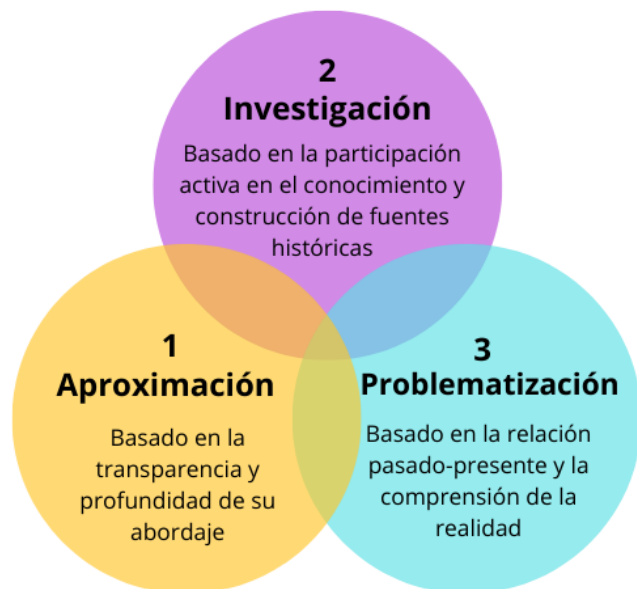 2
Investigación
Basado en la participación
activa en el conocimiento y
construcción de fuentes
históricas
1
Aproximación
Basado en la
transparencia y
profundidad de su
abordaje
3
Problematización
Basado en la relación
pasado-presente y la
comprensión de la
realidad